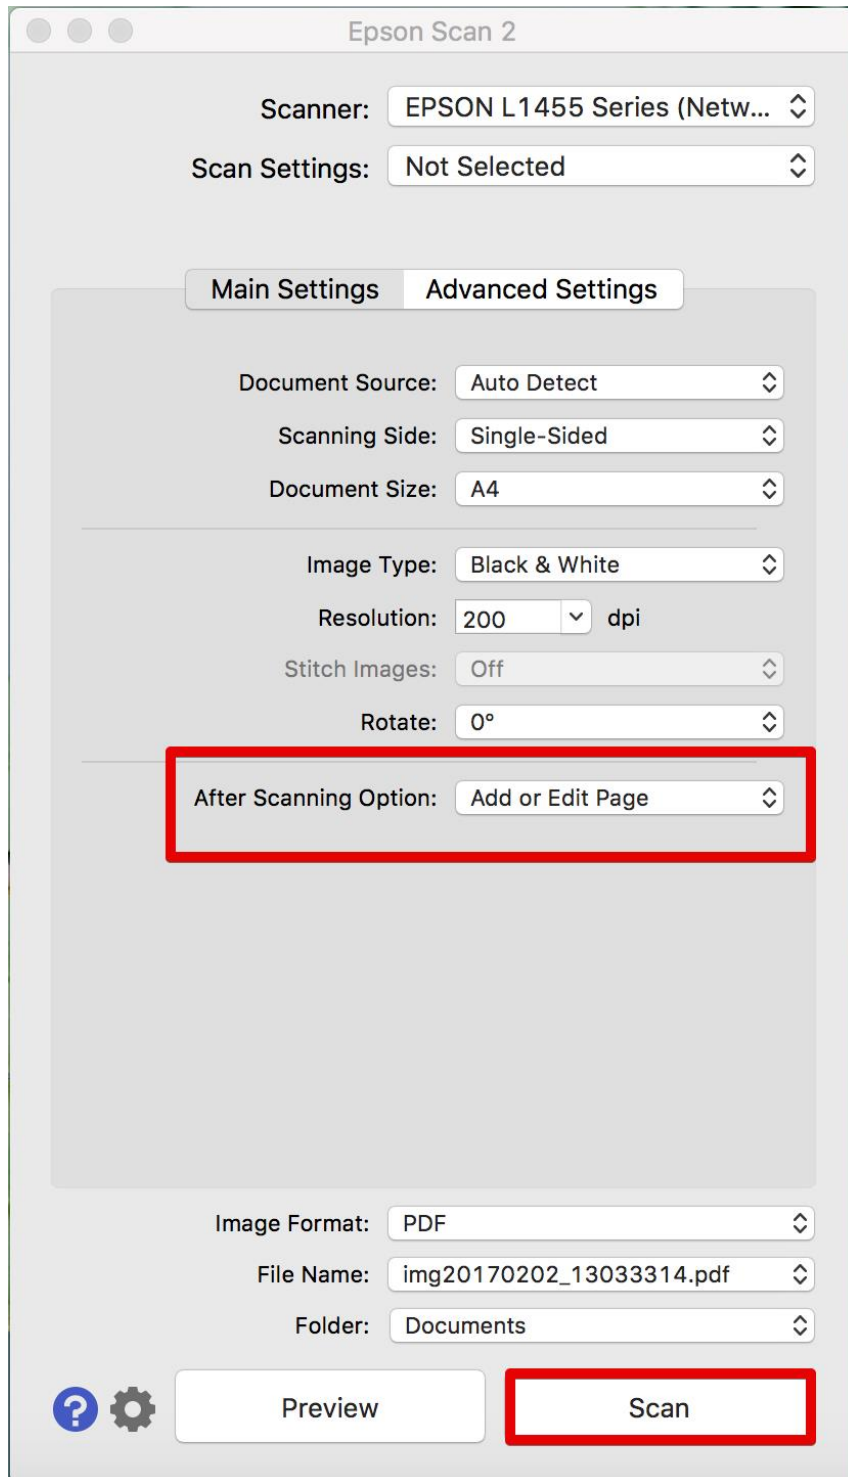 Epson Scan 2
Scanner: EPSON L1455 Series (Netw...
Scan Settings: Not Selected
Main Settings Advanced Settings
Document Source: Auto Detect
Scanning Side: Single-Sided
Document Size: A4
Image Type: Black & White
Resolution: 200 dpi
Stitch Images: Off
Rotate: 0°
After Scanning Option: Add or Edit Page
Image Format: PDF
File Name: img20170202_13033314.pdf
Folder: Documents
? Preview Scan